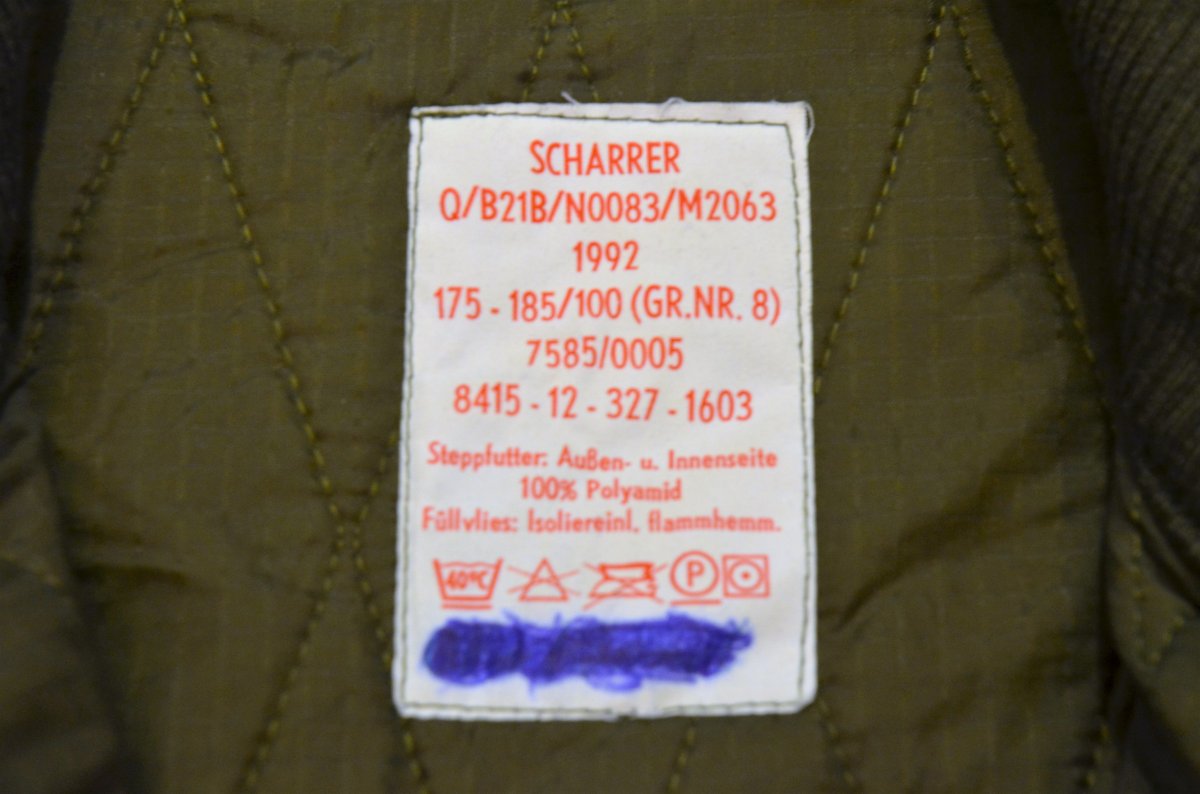 SCHARRER
Q/B21B/N0083/M2063
1992
175 - 185/100 (GR.NR. 8)
7585/0005
8415 - 12 - 327 - 1603
Steppfutter: Außen- u. Innenseite
100% Polyamid
Füllvlies: Isoliereinl. flammhemm.
40°C P